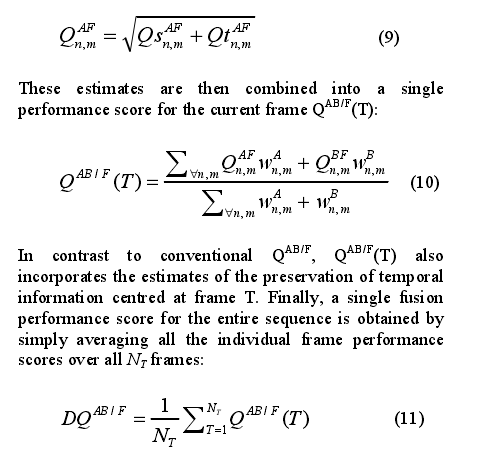 Q_{n,m}^{AF} = \sqrt{Qs_{n,m}^{AF} + Qt_{n,m}^{AF}} (9)
These estimates are then combined into a single
performance score for the current frame Q^{AB/F}(T):
Q^{AB/F}(T) = \frac{\sum_{\forall n,m} Q_{n,m}^{AF} w_{n,m}^{A} + Q_{n,m}^{BF} w_{n,m}^{B}}{\sum_{\forall n,m} w_{n,m}^{A} + w_{n,m}^{B}} (10)
In contrast to conventional Q^{AB/F}, Q^{AB/F}(T) also
incorporates the estimates of the preservation of temporal
information centred at frame T. Finally, a single fusion
performance score for the entire sequence is obtained by
simply averaging all the individual frame performance
scores over all N_T frames:
DQ^{AB/F} = \frac{1}{N_T} \sum_{T=1}^{N_T} Q^{AB/F}(T) (11)